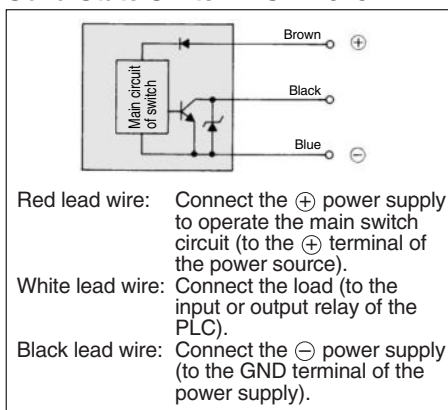 Brown ⊕
Main circuit
of switch
Black
Blue ⊖
Red lead wire: Connect the ⊕ power supply
to operate the main switch
circuit (to the ⊕ terminal of
the power source).
White lead wire: Connect the load (to the
input or output relay of the
PLC).
Black lead wire: Connect the ⊖ power supply
(to the GND terminal of the
power supply).